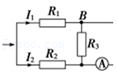 I₁ R₁ B
R₃
I₂ R₂ A